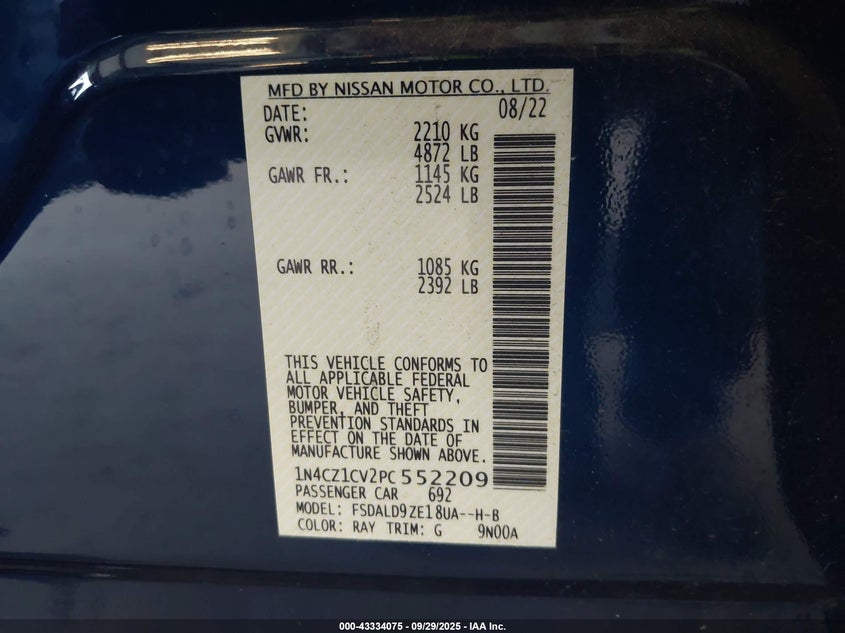 MFD BY NISSAN MOTOR CO., LTD.
DATE: 08/22
GVWR: 2210 KG
4872 LB
GAWR FR.: 1145 KG
2524 LB
GAWR RR.: 1085 KG
2392 LB
THIS VEHICLE CONFORMS TO
ALL APPLICABLE FEDERAL
MOTOR VEHICLE SAFETY,
BUMPER, AND THEFT
PREVENTION STANDARDS IN
EFFECT ON THE DATE OF
MANUFACTURE SHOWN ABOVE.
1N4CZ1CV2PC552209
PASSENGER CAR 692
MODEL: FSDALD9ZE18UA--H-B
COLOR: RAY TRIM: G 9N00A
000-43334075 - 09/29/2025 - IAA Inc.